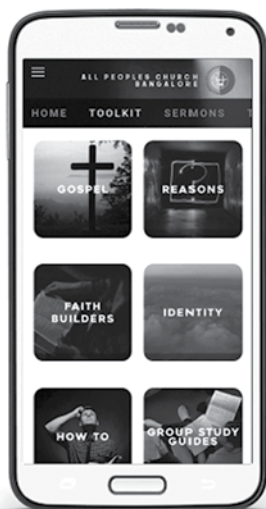 ALL PEOPLES CHURCH
BANGALORE
HOME TOOLKIT SERMONS T
GOSPEL
REASONS
FAITH
BUILDERS
IDENTITY
HOW TO
GROUP STUDY
GUIDES